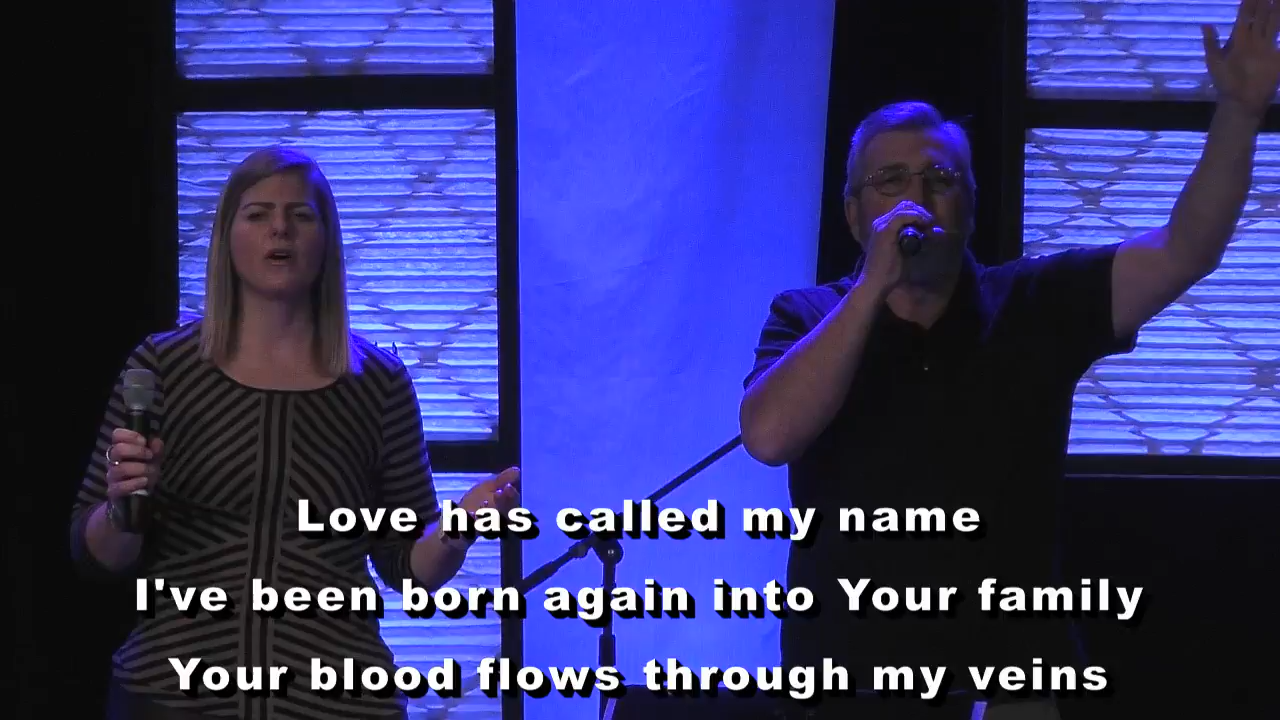 Love has called my name
I've been born again into Your family
Your blood flows through my veins